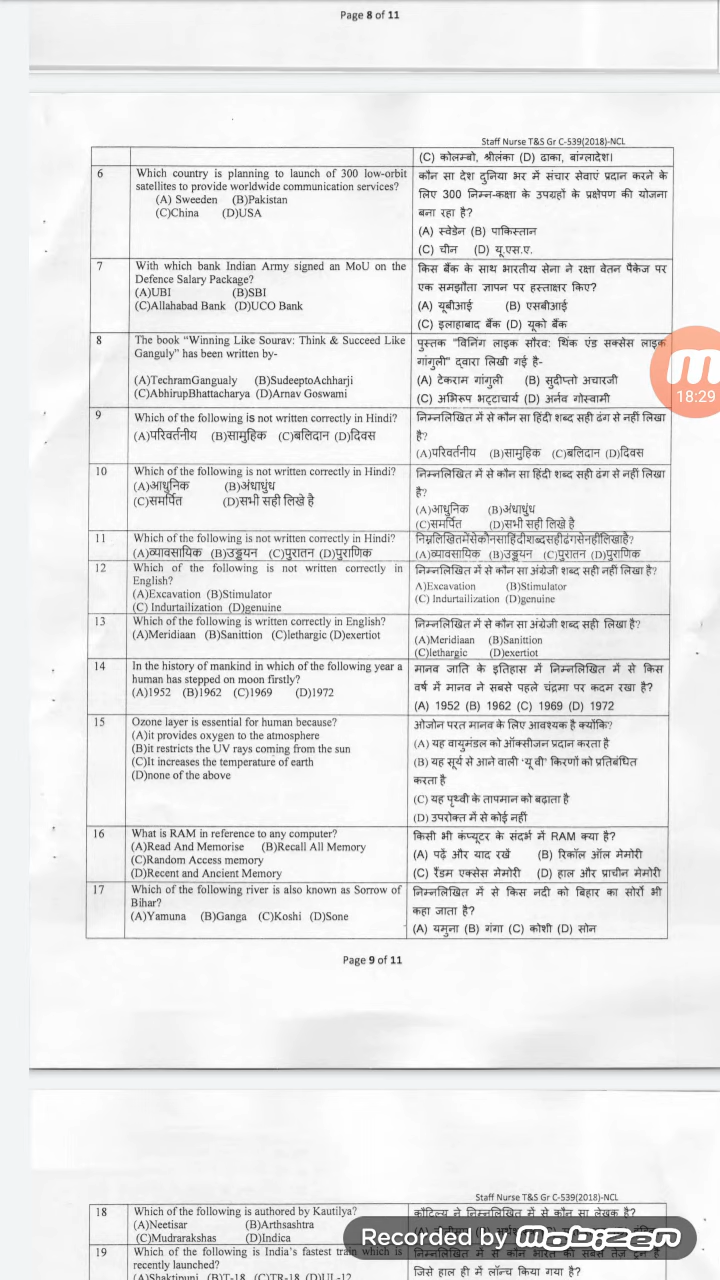 Page 8 of 11
Staff Nurse T&S Gr C-539(2018)-NCL
(C) कोलम्बो, श्रीलंका (D) ढाका, बांग्लादेश।
6
Which country is planning to launch of 300 low-orbit
satellites to provide worldwide communication services?
(A) Sweeden (B)Pakistan
(C)China (D)USA
कौन सा देश दुनिया भर में संचार सेवाएं प्रदान करने के
लिए 300 निम्न-कक्षा के उपग्रहों के प्रक्षेपण की योजना
बना रहा है?
(A) स्वेडेन (B) पाकिस्तान
(C) चीन (D) यू.एस.ए.
7
With which bank Indian Army signed an MoU on the
Defence Salary Package?
(A)UBI (B)SBI
(C)Allahabad Bank (D)UCO Bank
किस बैंक के साथ भारतीय सेना ने रक्षा वेतन पैकेज पर
एक समझौता ज्ञापन पर हस्ताक्षर किए?
(A) यूबीआई (B) एसबीआई
(C) इलाहाबाद बैंक (D) यूको बैंक
8
The book “Winning Like Sourav: Think & Succeed Like
Ganguly” has been written by-
(A)TechramGangualy (B)SudeeptoAchharji
(C)AbhirupBhattacharya (D)Arnav Goswami
पुस्तक "विनिंग लाइक सौरव: थिंक एंड सक्सेस लाइक
गांगुली" द्वारा लिखी गई है-
(A) टेकराम गांगुली (B) सुदीप्तो अचारजी
(C) अभिरूप भट्टाचार्य (D) अर्नव गोस्वामी
18:29
9
Which of the following is not written correctly in Hindi?
(A)परिवर्तनीय (B)सामुहिक (C)बलिदान (D)दिवस
निम्नलिखित में से कौन सा हिंदी शब्द सही ढंग से नहीं लिखा
है?
(A)परिवर्तनीय (B)सामुहिक (C)बलिदान (D)दिवस
10
Which of the following is not written correctly in Hindi?
(A)आधुनिक (B)अंधाधुंध
(C)समर्पित (D)सभी सही लिखे है
निम्नलिखित में से कौन सा हिंदी शब्द सही ढंग से नहीं लिखा
है?
(A)आधुनिक (B)अंधाधुंध
(C)समर्पित (D)सभी सही लिखे है
11
Which of the following is not written correctly in Hindi?
(A)व्यावसायिक (B)उड्डयन (C)पुरातन (D)पुराणिक
निम्नलिखितमेंसेकौनसाहिंदीशब्दसहीढंगसेनहींलिखाहै?
(A)व्यावसायिक (B)उड्डयन (C)पुरातन (D)पुराणिक
12
Which of the following is not written correctly in
English?
(A)Excavation (B)Stimulator
(C) Indurtailization (D)genuine
निम्नलिखित में से कौन सा अंग्रेजी शब्द सही नहीं लिखा है?
A)Excavation (B)Stimulator
(C) Indurtailization (D)genuine
13
Which of the following is written correctly in English?
(A)Meridiaan (B)Sanittion (C)lethargic (D)exertiot
निम्नलिखित में से कौन सा अंग्रेजी शब्द सही लिखा है?
(A)Meridiaan (B)Sanittion
(C)lethargic (D)exertiot
14
In the history of mankind in which of the following year a
human has stepped on moon firstly?
(A)1952 (B)1962 (C)1969 (D)1972
मानव जाति के इतिहास में निम्नलिखित में से किस
वर्ष में मानव ने सबसे पहले चंद्रमा पर कदम रखा है?
(A) 1952 (B) 1962 (C) 1969 (D) 1972
15
Ozone layer is essential for human because?
(A)it provides oxygen to the atmosphere
(B)it restricts the UV rays coming from the sun
(C)It increases the temperature of earth
(D)none of the above
ओजोन परत मानव के लिए आवश्यक है क्योंकि?
(A) यह वायुमंडल को ऑक्सीजन प्रदान करता है
(B) यह सूर्य से आने वाली 'यू वी' किरणों को प्रतिबंधित
करता है
(C) यह पृथ्वी के तापमान को बढ़ाता है
(D) उपरोक्त में से कोई नहीं
16
What is RAM in reference to any computer?
(A)Read And Memorise (B)Recall All Memory
(C)Random Access memory
(D)Recent and Ancient Memory
किसी भी कंप्यूटर के संदर्भ में RAM क्या है?
(A) पढ़ें और याद रखें (B) रिकॉल ऑल मेमोरी
(C) रैंडम एक्सेस मेमोरी (D) हाल और प्राचीन मेमोरी
17
Which of the following river is also known as Sorrow of
Bihar?
(A)Yamuna (B)Ganga (C)Koshi (D)Sone
निम्नलिखित में से किस नदी को बिहार का सोरों भी
कहा जाता है?
(A) यमुना (B) गंगा (C) कोशी (D) सोन
Page 9 of 11
Staff Nurse T&S Gr C-539(2018)-NCL
18
Which of the following is authored by Kautilya?
(A)Neetisar (B)Arthsashtra
(C)Mudrarakshas (D)Indica
कौटिल्य ने निम्नलिखित में से कौन सा लेखक है?
Recorded by mobizen
19
Which of the following is India’s fastest train which is
recently launched?
(A)Shaktipunj (B)T-18 (C)TR-18 (D)UL-12
निम्नलिखित में से कौन भारत की सबसे तेज ट्रेन है
जिसे हाल ही में लॉन्च किया गया है?